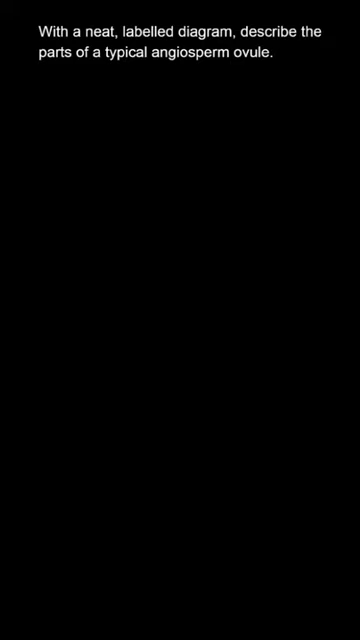 With a neat, labelled diagram, describe the
parts of a typical angiosperm ovule.